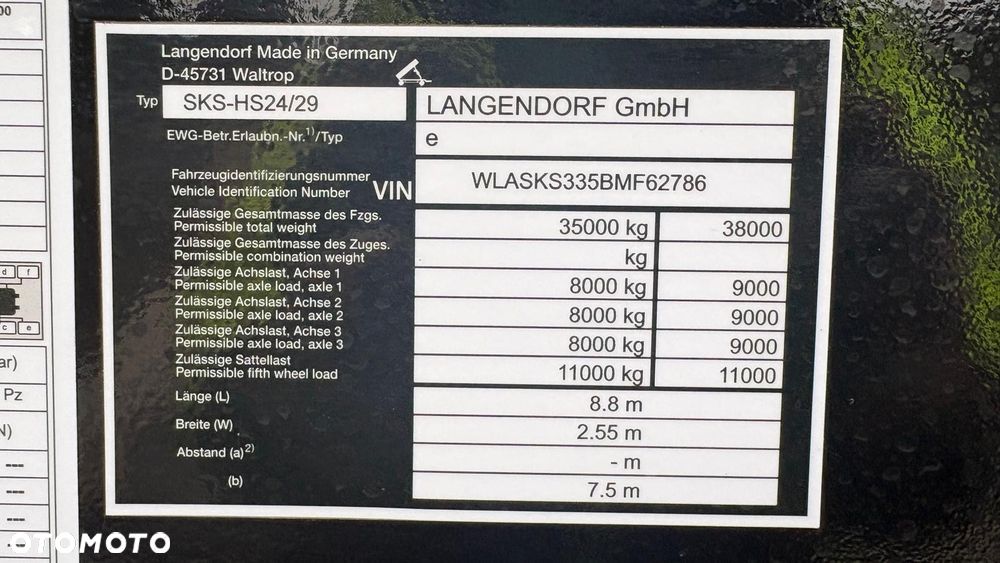 Langendorf Made in Germany
D-45731 Waltrop
Typ SKS-HS24/29 LANGENDORF GmbH
EWG-Betr.Erlaubn.-Nr.1)/Typ e
Fahrzeugidentifizierungsnummer
Vehicle Identification Number VIN WLASKS335BMF62786
Zulässige Gesamtmasse des Fzgs.
Permissible total weight 35000 kg 38000
Zulässige Gesamtmasse des Zuges.
Permissible combination weight kg
Zulässige Achslast, Achse 1
Permissible axle load, axle 1 8000 kg 9000
Zulässige Achslast, Achse 2
Permissible axle load, axle 2 8000 kg 9000
Zulässige Achslast, Achse 3
Permissible axle load, axle 3 8000 kg 9000
Zulässige Sattellast
Permissible fifth wheel load 11000 kg 11000
Länge (L) 8.8 m
Breite (W) 2.55 m
Abstand (a)2) - m
(b) 7.5 m
00
d f
c e
ar)
Pz
N)
---
---
---
OTOMOTO